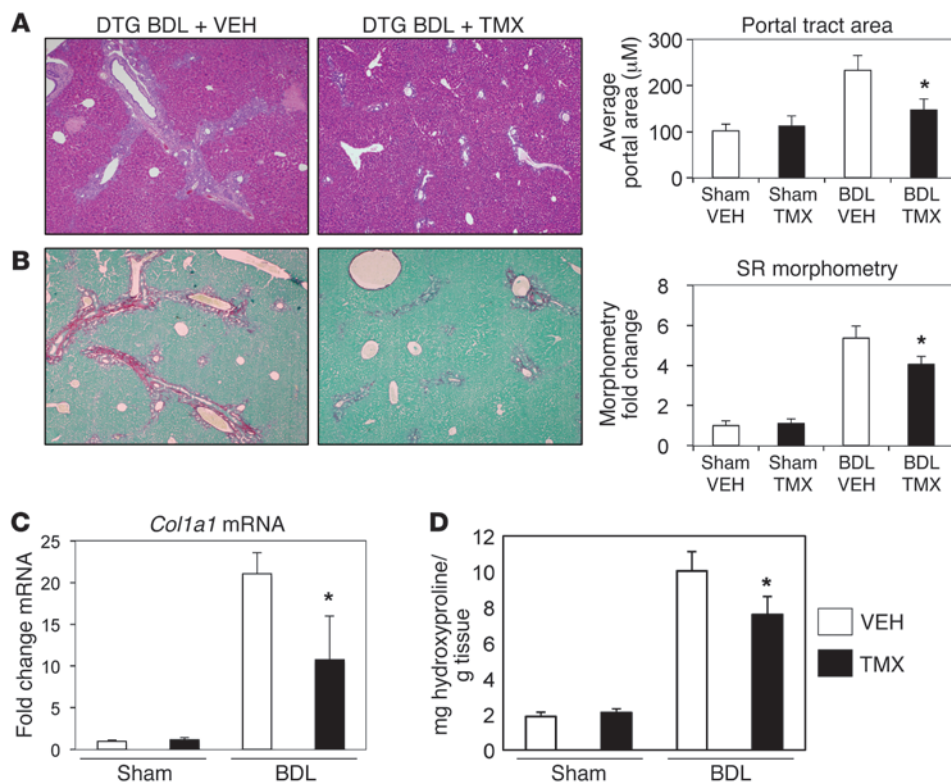 A
DTG BDL + VEH
DTG BDL + TMX
Portal tract area
Average
portal area (µM)
300
200
100
0
*
Sham
VEH
Sham
TMX
BDL
VEH
BDL
TMX
B
SR morphometry
Morphometry
fold change
8
6
4
2
0
*
Sham
VEH
Sham
TMX
BDL
VEH
BDL
TMX
C
Col1a1 mRNA
Fold change mRNA
25
20
15
10
5
0
*
Sham
BDL
D
mg hydroxyproline/
g tissue
12
10
8
6
4
2
0
*
Sham
BDL
VEH
TMX